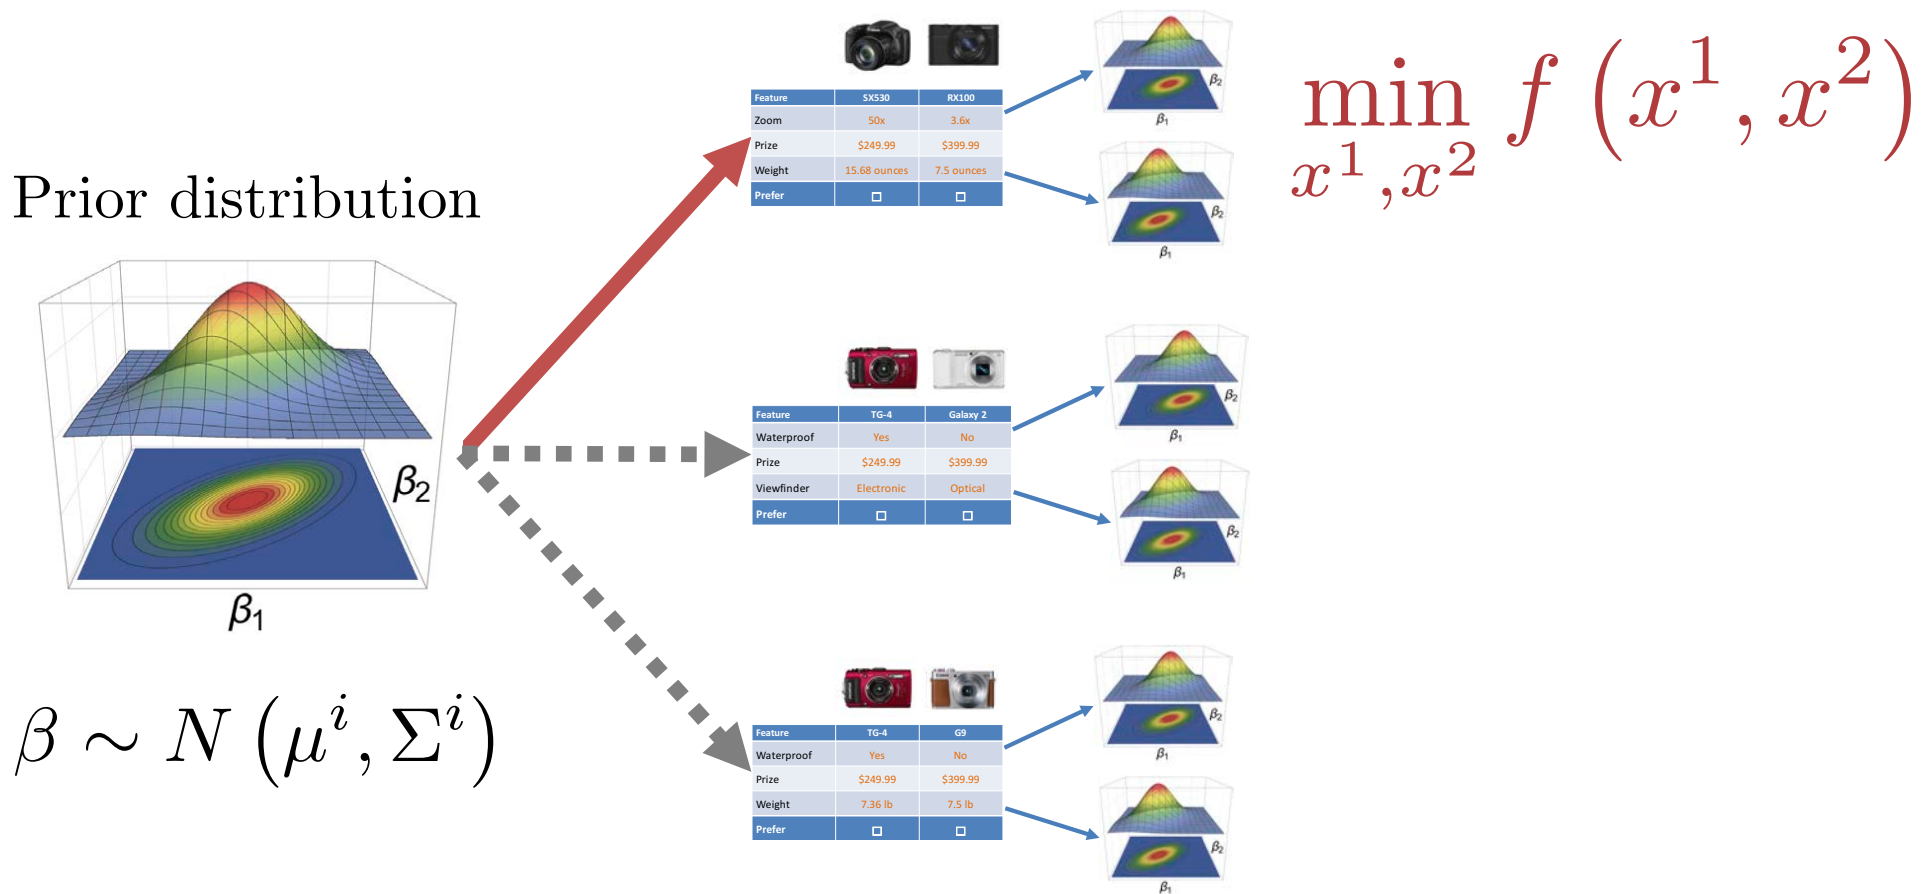 Prior distribution
β₂
β₁
β ∼ N (μⁱ, Σⁱ)
Feature SX530 RX100
Zoom 50x 3.6x
Prize $249.99 $399.99
Weight 15.68 ounces 7.5 ounces
Prefer □ □
β₂
β₁
β₂
β₁
Feature TG-4 Galaxy 2
Waterproof Yes No
Prize $249.99 $399.99
Viewfinder Electronic Optical
Prefer □ □
β₂
β₁
β₂
β₁
Feature TG-4 G9
Waterproof Yes No
Prize $249.99 $399.99
Weight 7.36 lb 7.5 lb
Prefer □ □
β₂
β₁
β₂
β₁
min f (x¹, x²)
x¹,x²